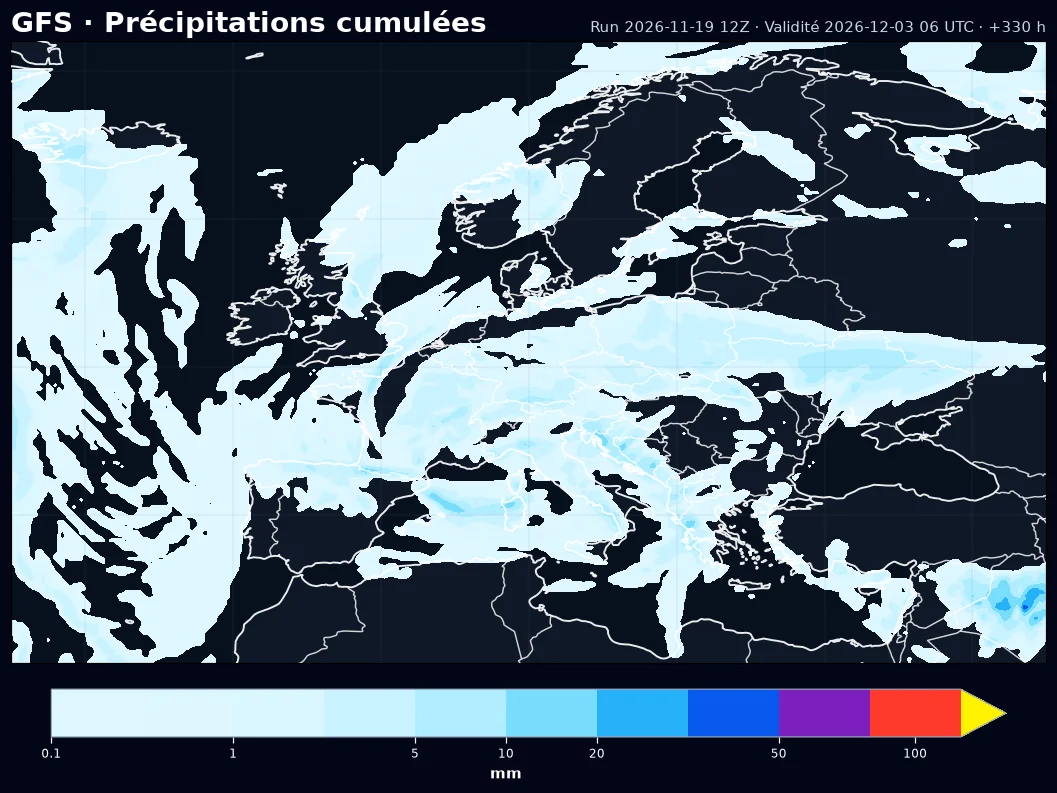 GFS · Précipitations cumulées
Run 2026-11-19 12Z · Validité 2026-12-03 06 UTC · +330 h
0.1 1 5 10 20 50 100
mm